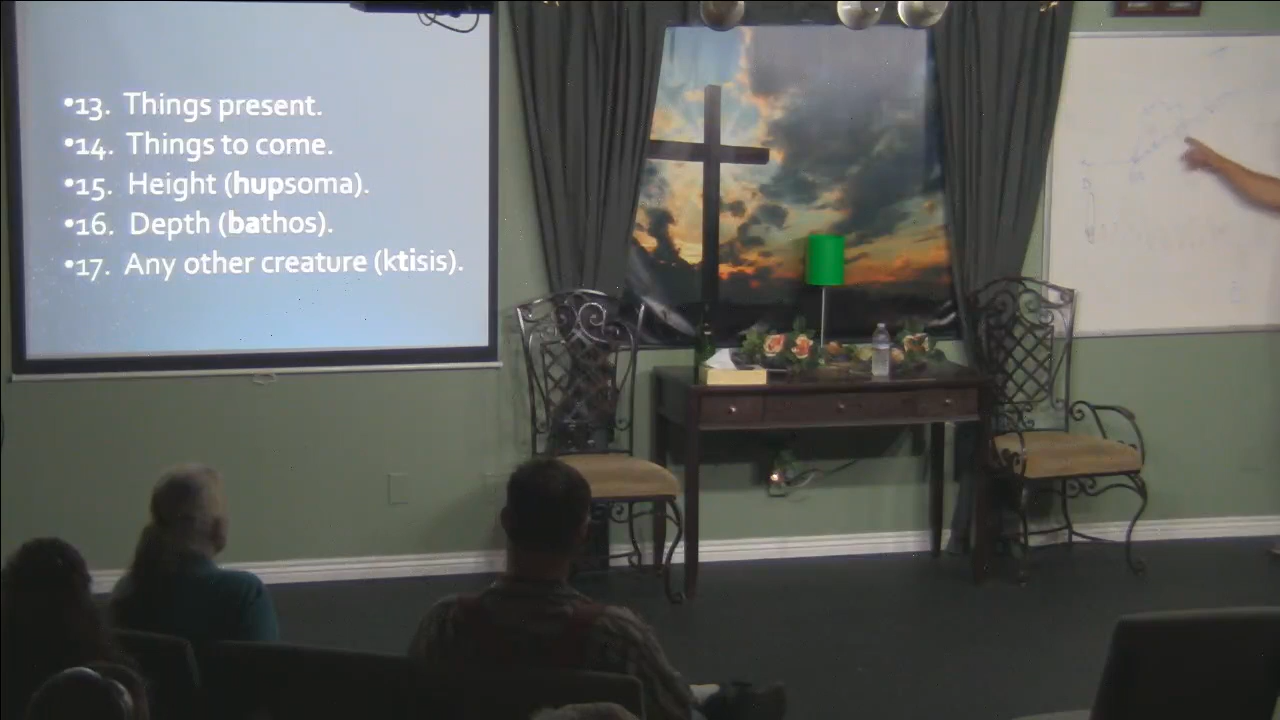 •13. Things present.
•14. Things to come.
•15. Height (hupsoma).
•16. Depth (bathos).
•17. Any other creature (ktisis).